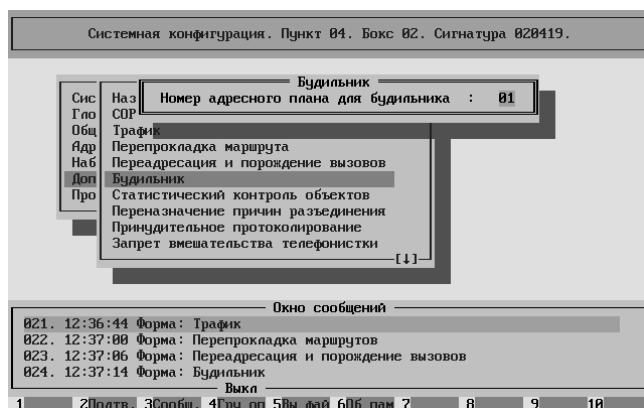 Системная конфигурация. Пункт 04. Бокс 02. Сигнатура 020419.
Будильник
Номер адресного плана для будильника : 01
Сис
Гло
Общ
Адр
Наб
Доп
Про
Наз
СОР
Трафик
Перепрокладка маршрута
Переадресация и порождение вызовов
Будильник
Статистический контроль объектов
Переназначение причин разъединения
Принудительное протоколирование
Запрет вмешательства телефонистки
[↓]
Окно сообщений
021. 12:36:44 Форма: Трафик
022. 12:37:00 Форма: Перепрокладка маршрутов
023. 12:37:06 Форма: Переадресация и порождение вызовов
024. 12:37:14 Форма: Будильник
Выкл
1 2Подтв. 3Сообщ. 4Гру оп 5Вы фай 6Об пам 7 8 9 10